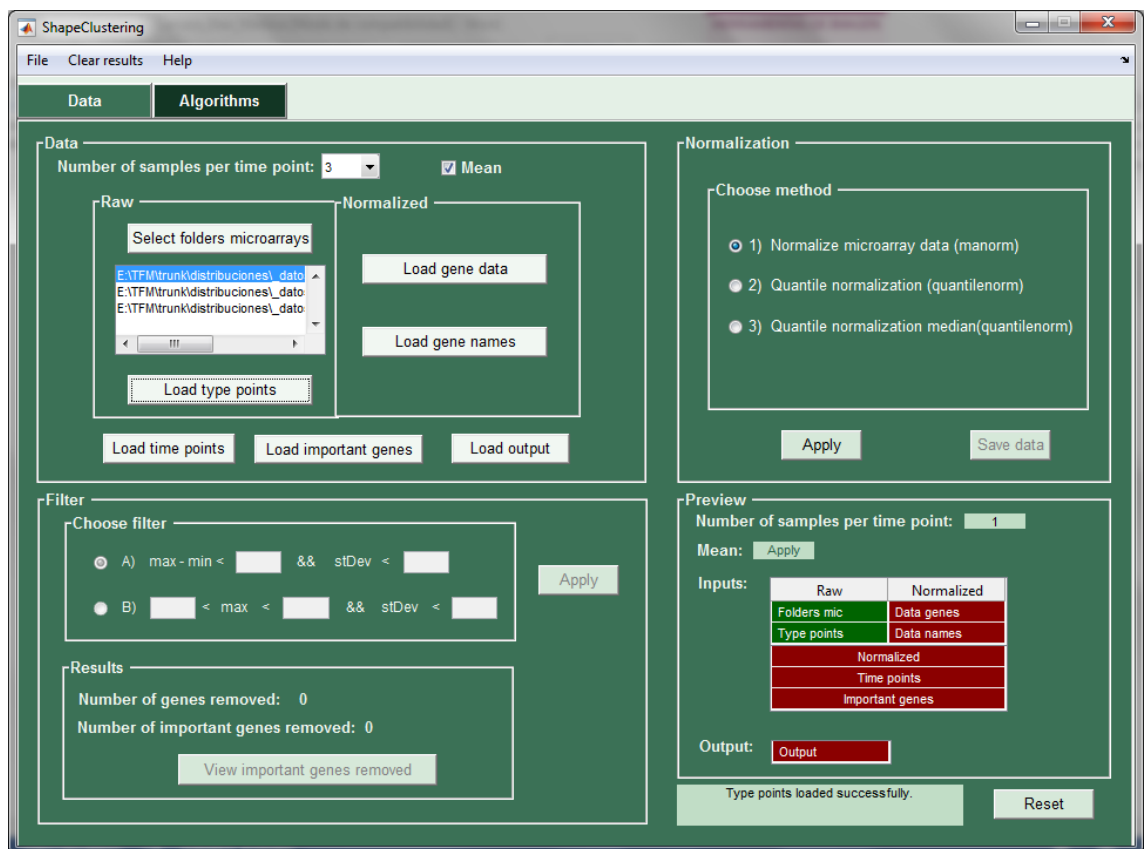 ShapeClustering
File Clear results Help
Data Algorithms
Data
Number of samples per time point: 3 Mean
Raw
Select folders microarrays
E:\TFM\trunk\distribuciones\_dato
E:\TFM\trunk\distribuciones\_dato
E:\TFM\trunk\distribuciones\_dato
Load type points
Normalized
Load gene data
Load gene names
Load time points Load important genes Load output
Normalization
Choose method
1) Normalize microarray data (manorm)
2) Quantile normalization (quantilenorm)
3) Quantile normalization median(quantilenorm)
Apply Save data
Filter
Choose filter
A) max - min < && stDev <
B) < max < && stDev <
Apply
Results
Number of genes removed: 0
Number of important genes removed: 0
View important genes removed
Preview
Number of samples per time point: 1
Mean: Apply
Inputs:
Raw Normalized
Folders mic Data genes
Type points Data names
Normalized
Time points
Important genes
Output: Output
Type points loaded successfully.
Reset